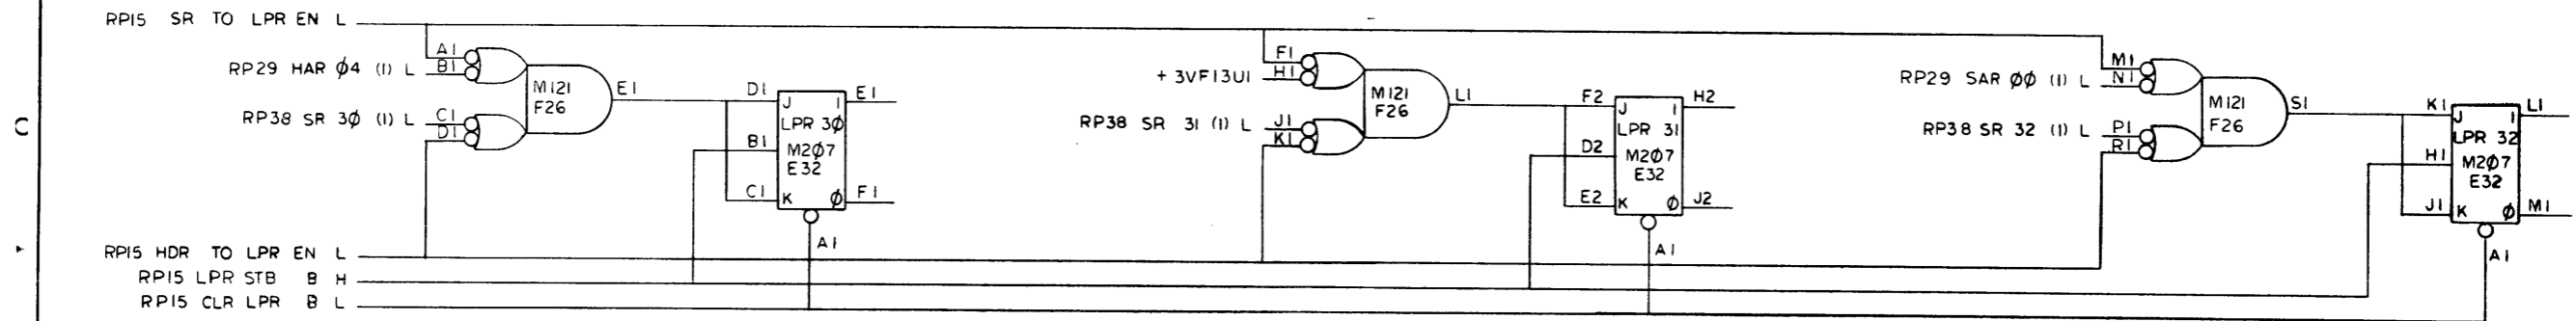 RP15 SR TO LPR EN L
A1
RP29 HAR Ø4 (1) L B1
M121
F26
E1
RP38 SR 3Ø (1) L C1
D1
D1 J 1 E1
LPR 3Ø
B1 M2Ø7
E32
C1 K Ø F1
A1
F1
+ 3VF13U1 H1
M121
F26
L1
RP38 SR 31 (1) L J1
K1
F2 J 1 H2
LPR 31
D2 M2Ø7
E32
E2 K Ø J2
A1
M1
RP29 SAR ØØ (1) L N1
M121
F26
S1
RP38 SR 32 (1) L P1
R1
K1 J 1 L1
LPR 32
H1 M2Ø7
E32
J1 K Ø M1
A1
C
RP15 HDR TO LPR EN L
RP15 LPR STB B H
RP15 CLR LPR B L